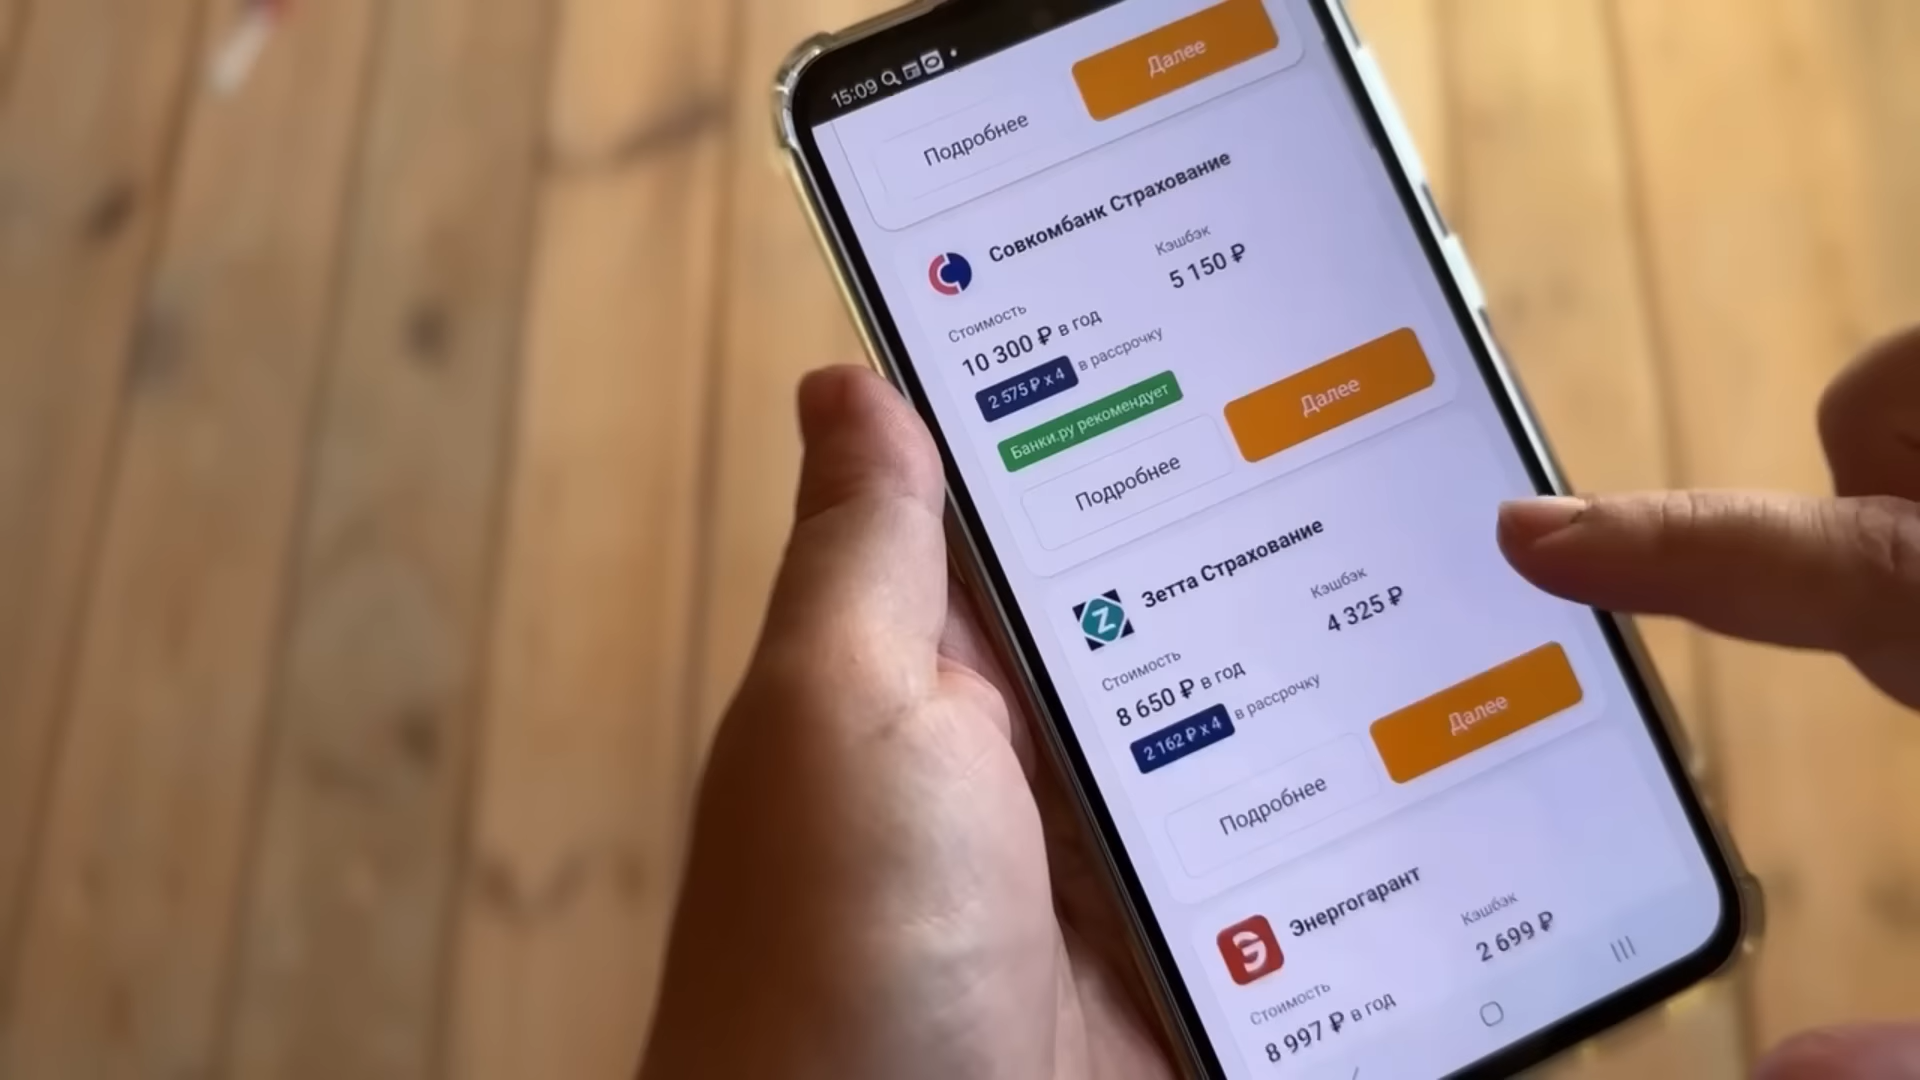 15:09
Далее
Подробнее
Совкомбанк Страхование
Стоимость
Кэшбэк
10 300 ₽ в год
5 150 ₽
2 575 ₽ х 4 в рассрочку
Банки.ру рекомендует
Подробнее
Далее
Зетта Страхование
Стоимость
Кэшбэк
8 650 ₽ в год
4 325 ₽
2 162 ₽ х 4 в рассрочку
Подробнее
Далее
Энергогарант
Стоимость
Кэшбэк
8 997 ₽ в год
2 699 ₽